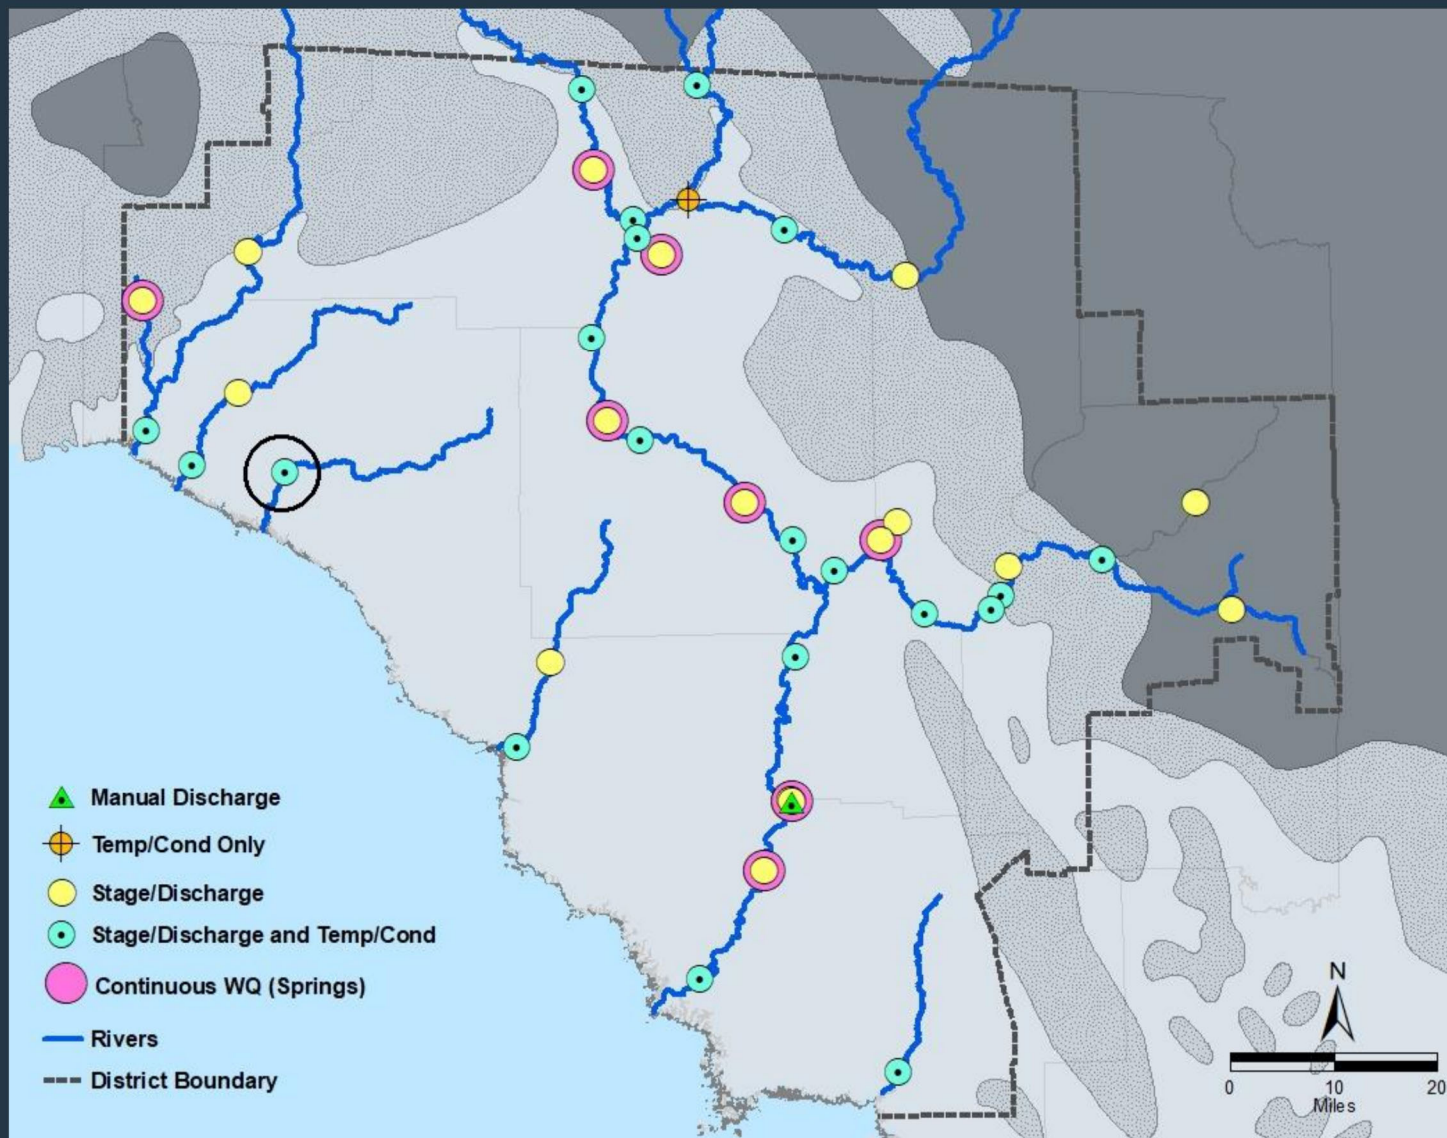 Manual Discharge
Temp/Cond Only
Stage/Discharge
Stage/Discharge and Temp/Cond
Continuous WQ (Springs)
Rivers
District Boundary
N
0 10 20
Miles